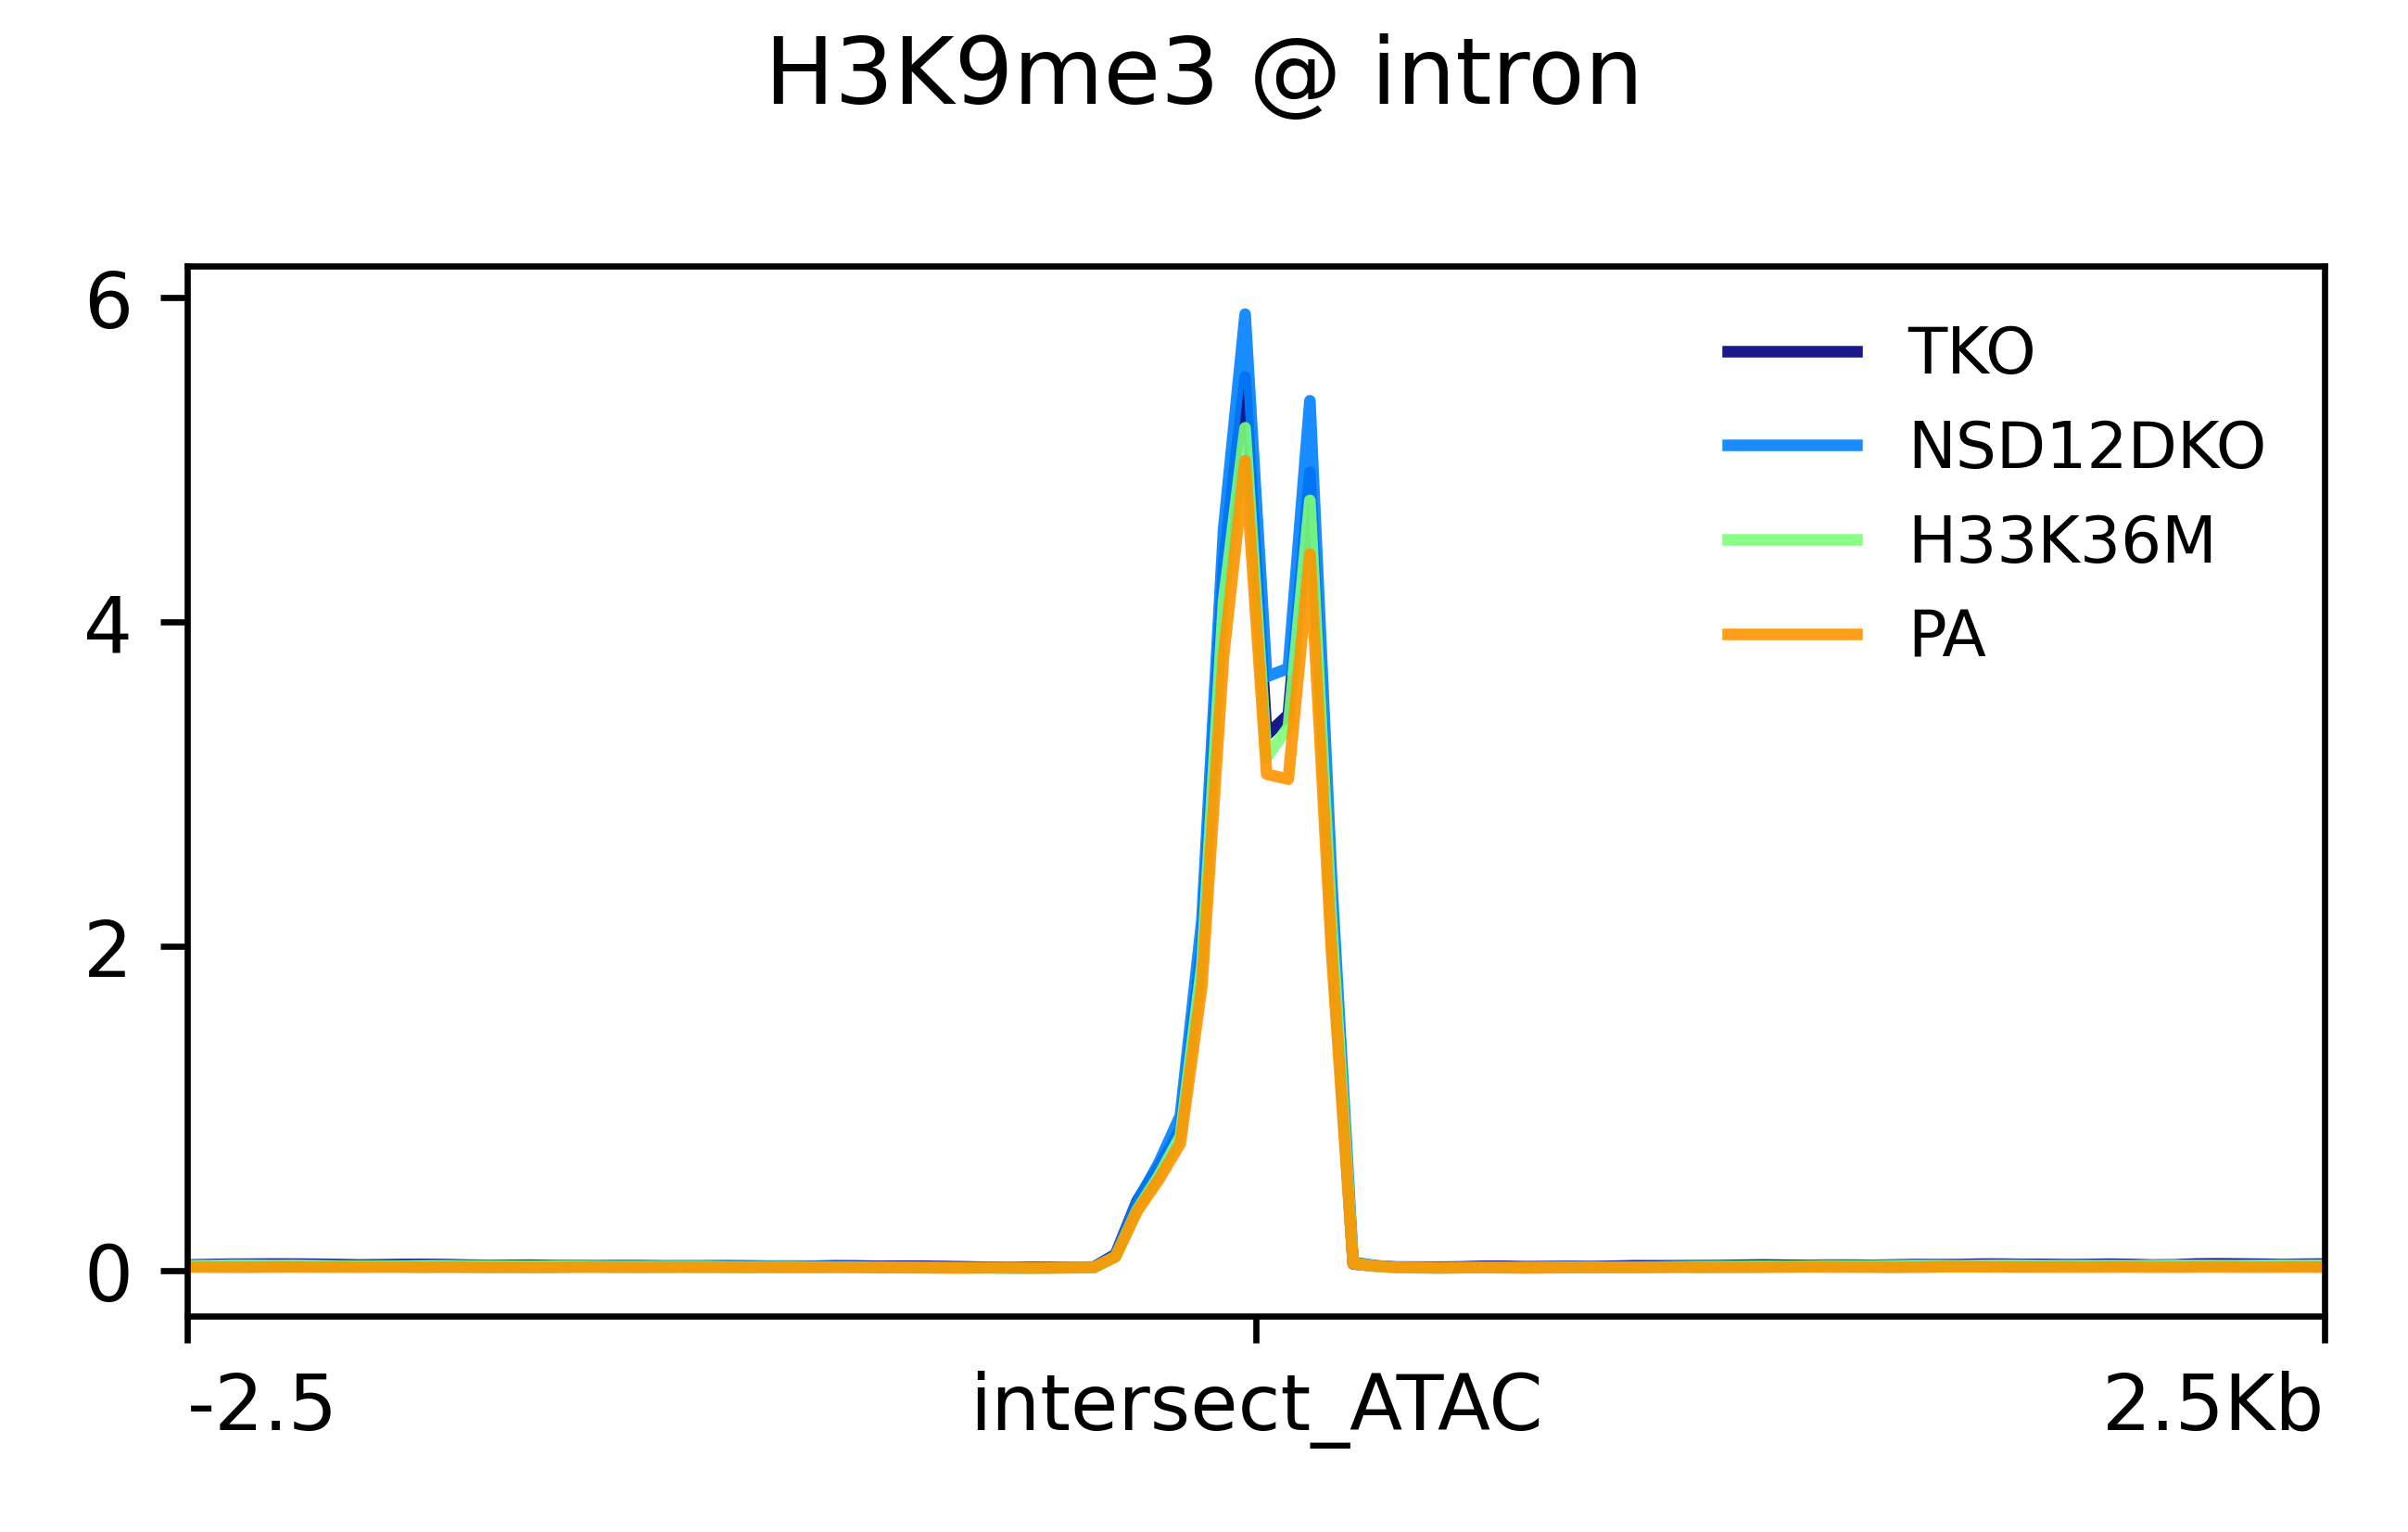 H3K9me3 @ intron
6
4
2
0
TKO
NSD12DKO
H33K36M
PA
-2.5
intersect_ATAC
2.5Kb